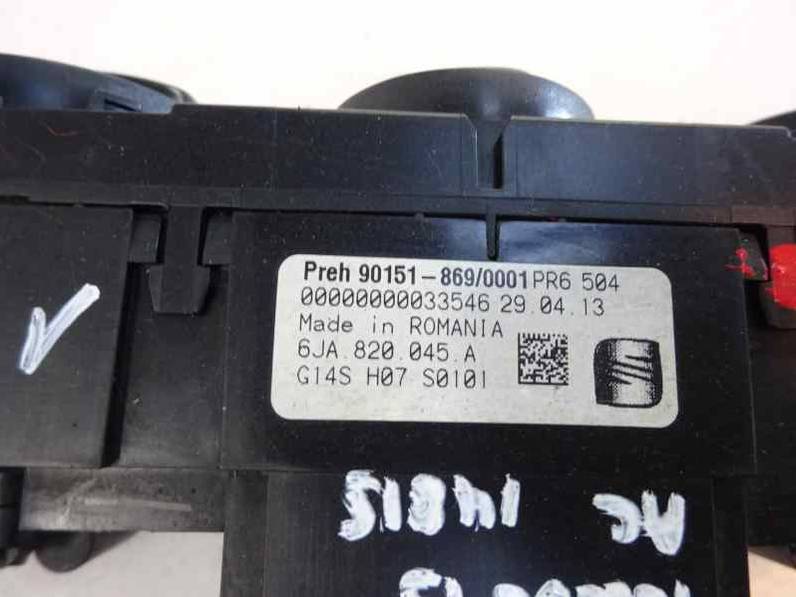 Preh 90151-869/0001 PR6 504
00000000033546 29.04.13
Made in ROMANIA
6JA.820.045.A
G14S H07 S0101